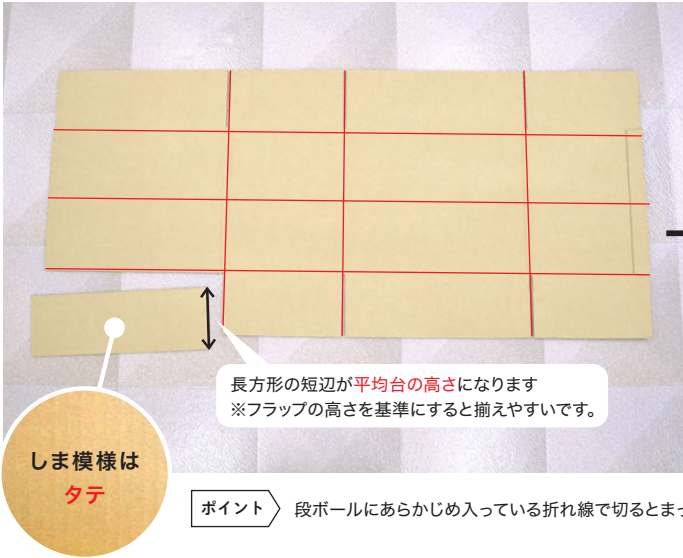 長方形の短辺が平均台の高さになります
※フラップの高さを基準にすると揃えやすいです。
しま模様は
タテ
ポイント
段ボールにあらかじめ入っている折れ線で切るとまっ